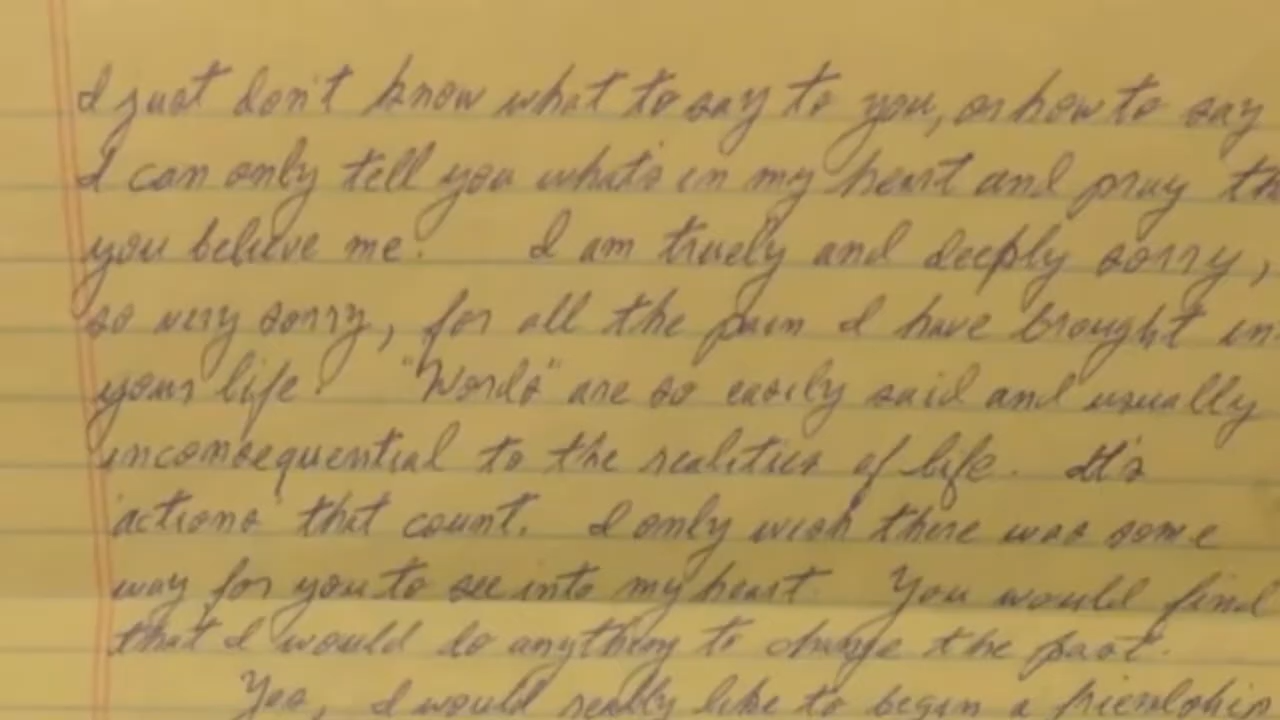 I just don't know what to say to you, or how to say
I can only tell you what's in my heart and pray th
you believe me. I am truely and deeply sorry,
so very sorry, for all the pain I have brought in
your life. "Words" are so easily said and usually
inconsequential to the realities of life. It's
actions that count. I only wish there was some
way for you to see into my heart. You would find
that I would do anything to change the past.
Yes, I would really like to begin a friendship